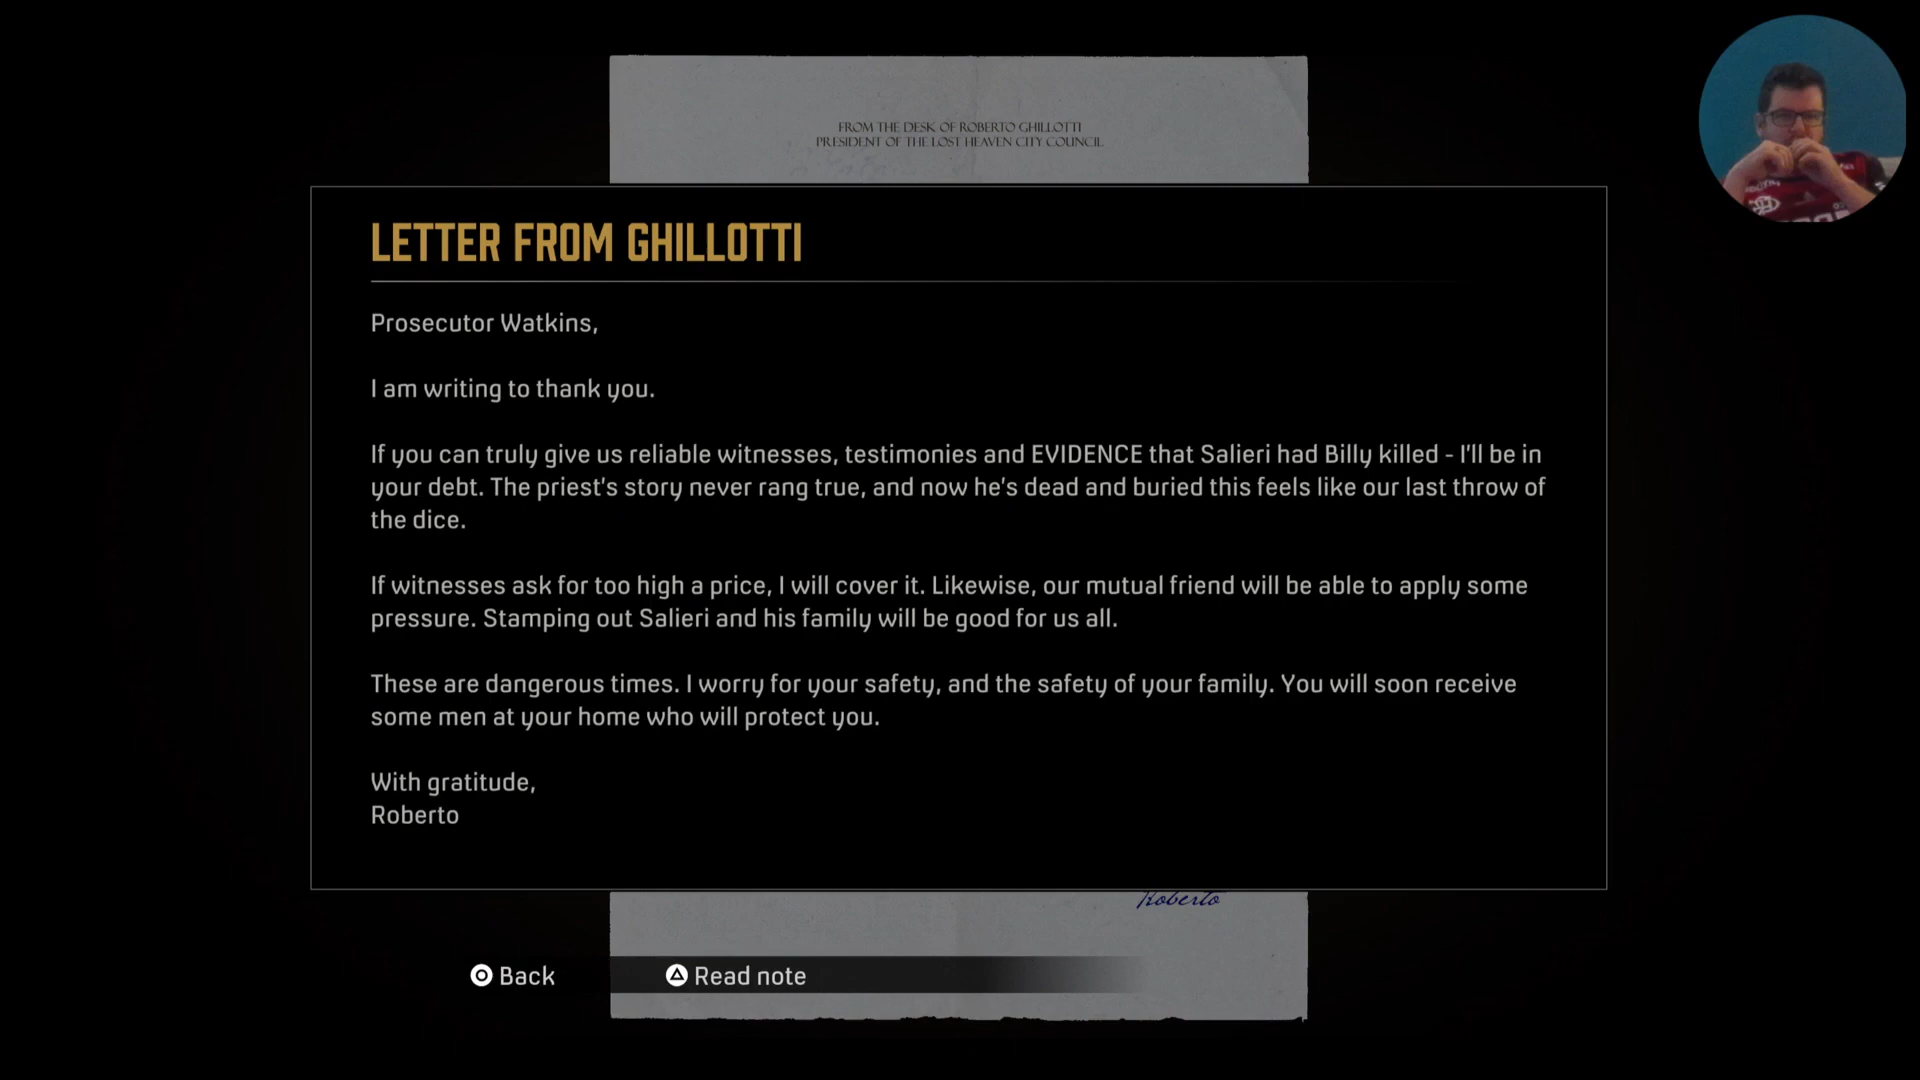 FROM THE DESK OF ROBERTO GHILLOTTI
PRESIDENT OF THE LOST HEAVEN CITY COUNCIL
LETTER FROM GHILLOTTI
Prosecutor Watkins,
I am writing to thank you.
If you can truly give us reliable witnesses, testimonies and EVIDENCE that Salieri had Billy killed - I'll be in
your debt. The priest's story never rang true, and now he's dead and buried this feels like our last throw of
the dice.
If witnesses ask for too high a price, I will cover it. Likewise, our mutual friend will be able to apply some
pressure. Stamping out Salieri and his family will be good for us all.
These are dangerous times. I worry for your safety, and the safety of your family. You will soon receive
some men at your home who will protect you.
With gratitude,
Roberto
Roberto
Back
Read note